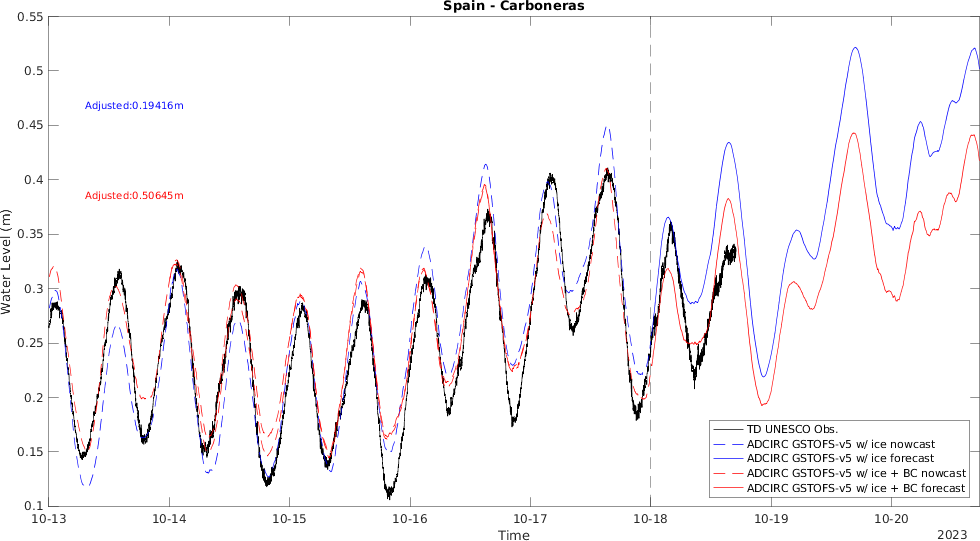 Spain - Carboneras
0.55
0.5
0.45
0.4
0.35
0.3
0.25
0.2
0.15
0.1
Water Level (m)
Adjusted:0.19416m
Adjusted:0.50645m
TD UNESCO Obs.
ADCIRC GSTOFS-v5 w/ ice nowcast
ADCIRC GSTOFS-v5 w/ ice forecast
ADCIRC GSTOFS-v5 w/ ice + BC nowcast
ADCIRC GSTOFS-v5 w/ ice + BC forecast
10-13 10-14 10-15 10-16 10-17 10-18 10-19 10-20
Time
2023